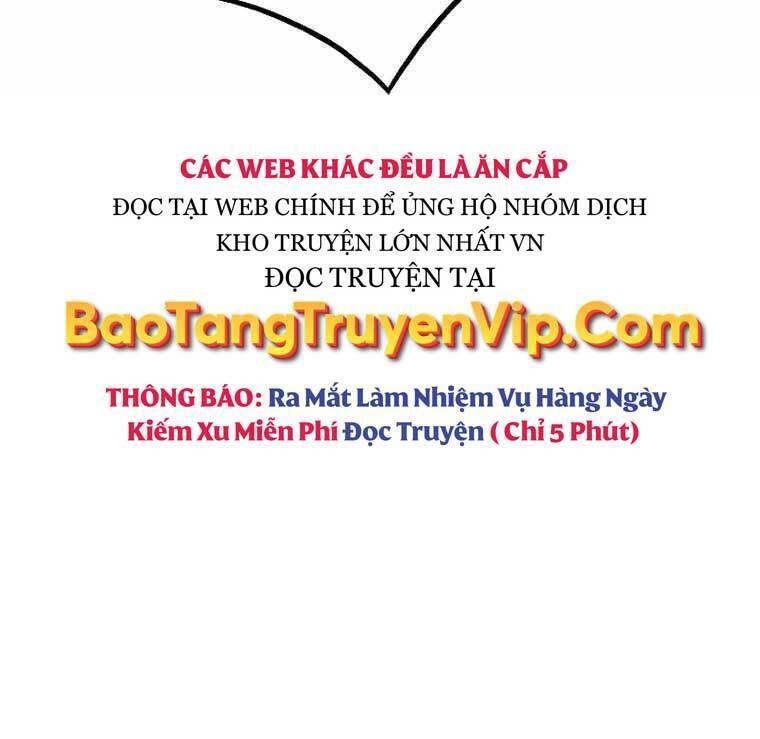 CÁC WEB KHÁC ĐỀU LÀ ĂN CẮP
ĐỌC TẠI WEB CHÍNH ĐỂ ỦNG HỘ NHÓM DỊCH
KHO TRUYỆN LỚN NHẤT VN
ĐỌC TRUYỆN TẠI
BaoTangTruyenVip.Com
THÔNG BÁO: Ra Mắt Làm Nhiệm Vụ Hàng Ngày
Kiếm Xu Miễn Phí Đọc Truyện ( Chỉ 5 Phút)